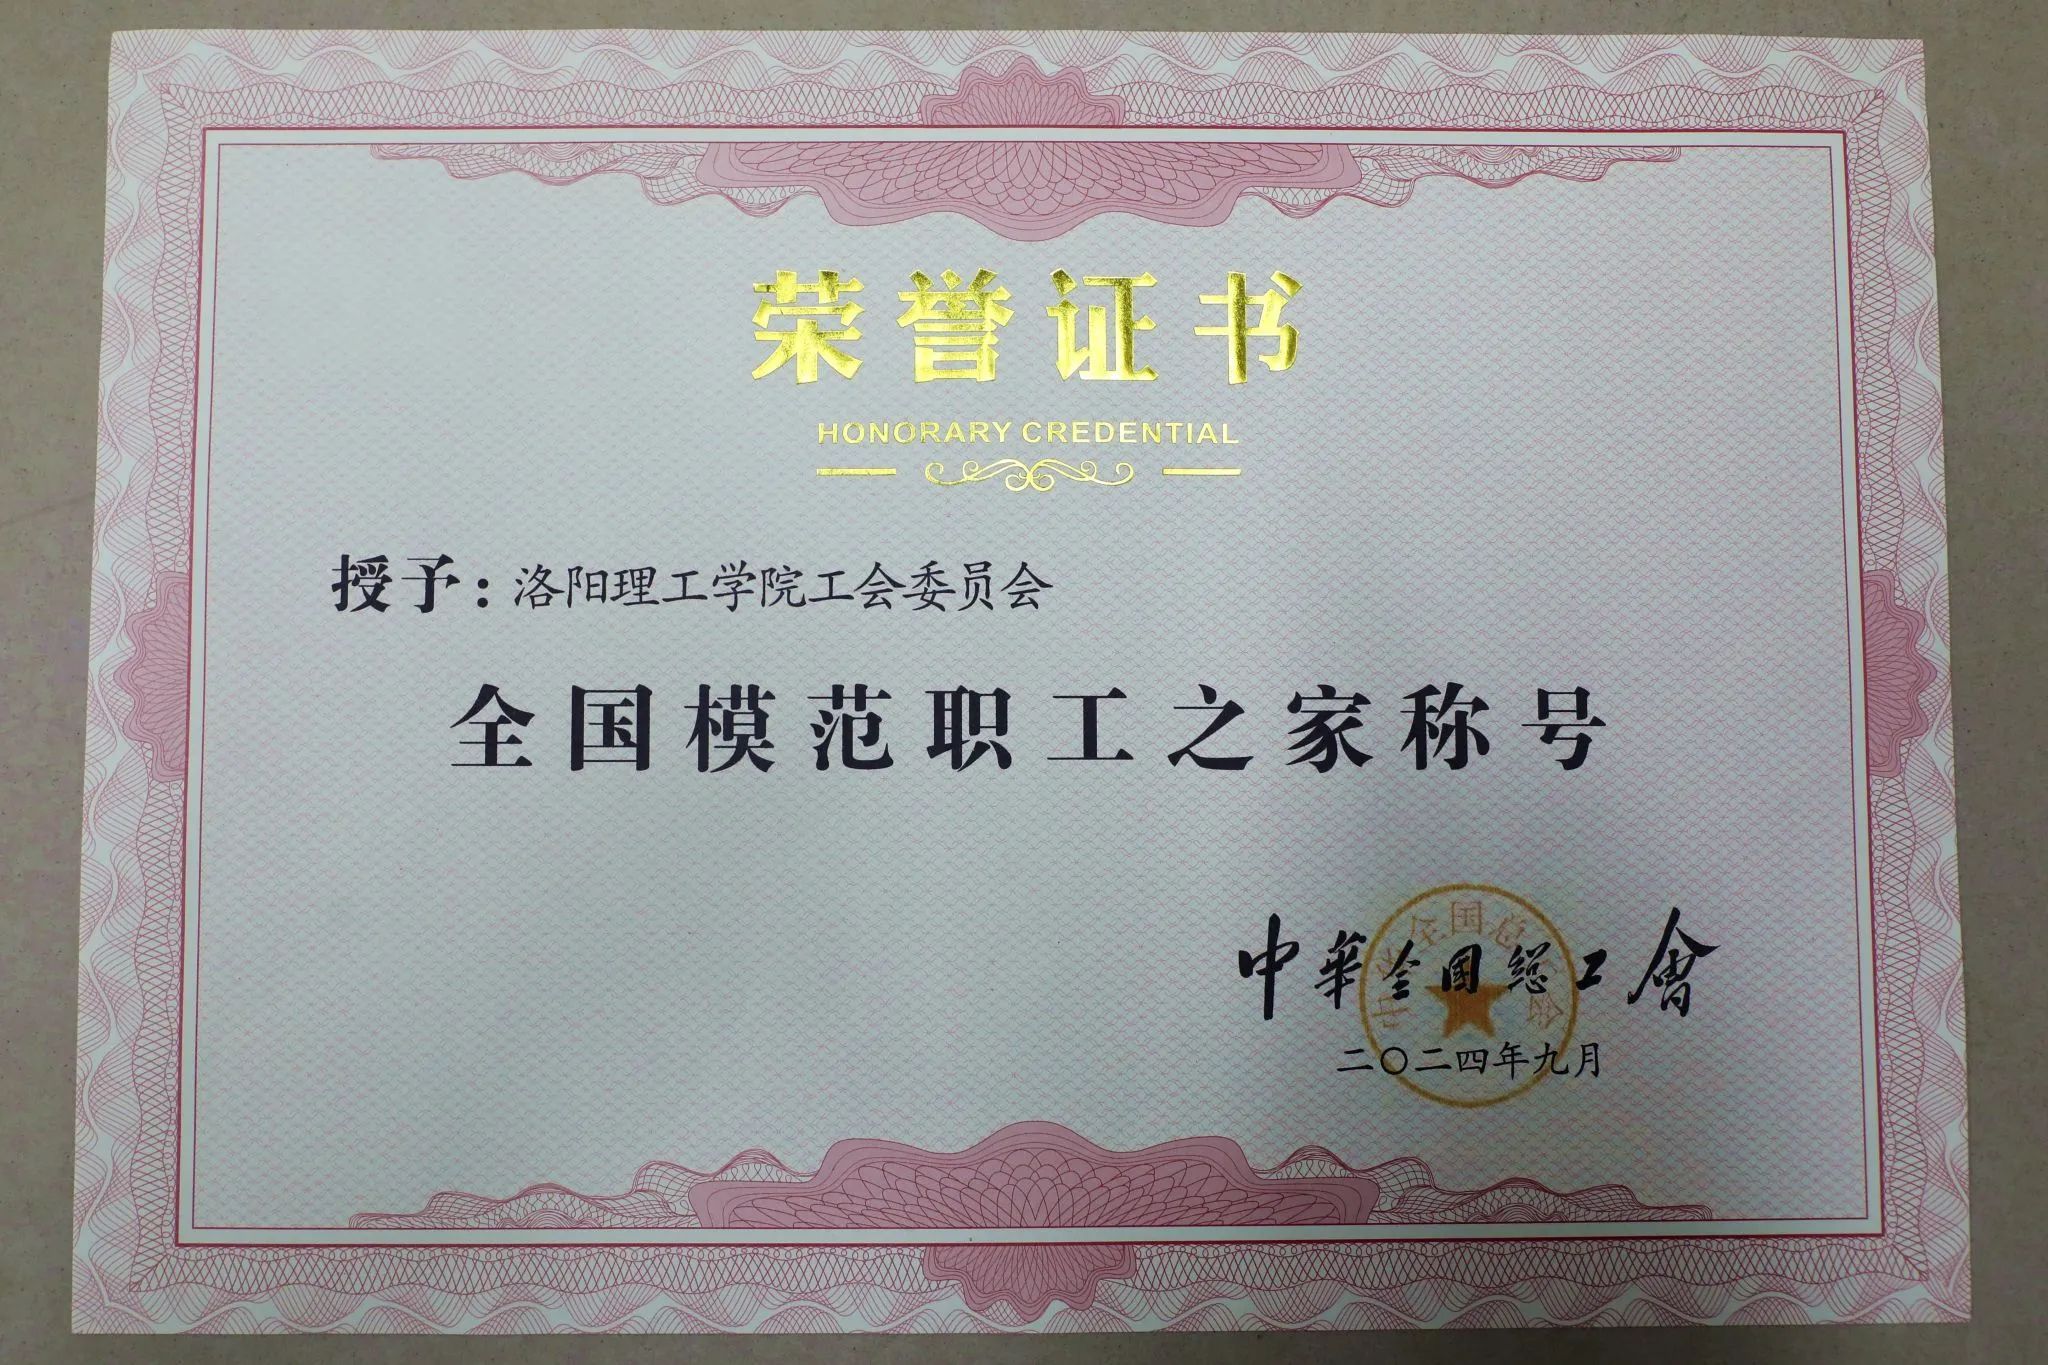 荣誉证书
HONORARY CREDENTIAL
授予：洛阳理工学院工会委员会
全国模范职工之家称号
中華全国总工會
二〇二四年九月